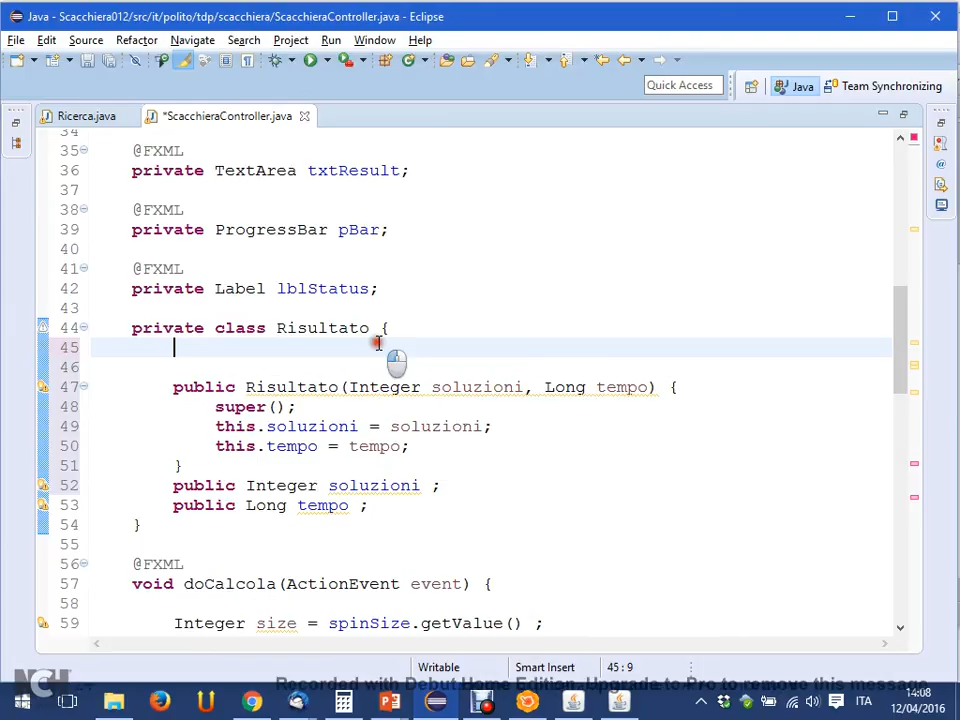 Java - Scacchiera012/src/it/polito/tdp/scacchiera/ScacchieraController.java - Eclipse
File Edit Source Refactor Navigate Search Project Run Window Help
Quick Access
Java
Team Synchronizing
Ricerca.java
*ScacchieraController.java
34
35 @FXML
36 private TextArea txtResult;
37
38 @FXML
39 private ProgressBar pBar;
40
41 @FXML
42 private Label lblStatus;
43
44 private class Risultato {
45
46
47 public Risultato(Integer soluzioni, Long tempo) {
48 super();
49 this.soluzioni = soluzioni;
50 this.tempo = tempo;
51 }
52 public Integer soluzioni ;
53 public Long tempo ;
54 }
55
56 @FXML
57 void doCalcola(ActionEvent event) {
58
59 Integer size = spinSize.getValue() ;
Writable
Smart Insert
45 : 9
NCH
Recorded with Debut Home Edition. Upgrade to Pro to remove this message
ITA
14:08
12/04/2016